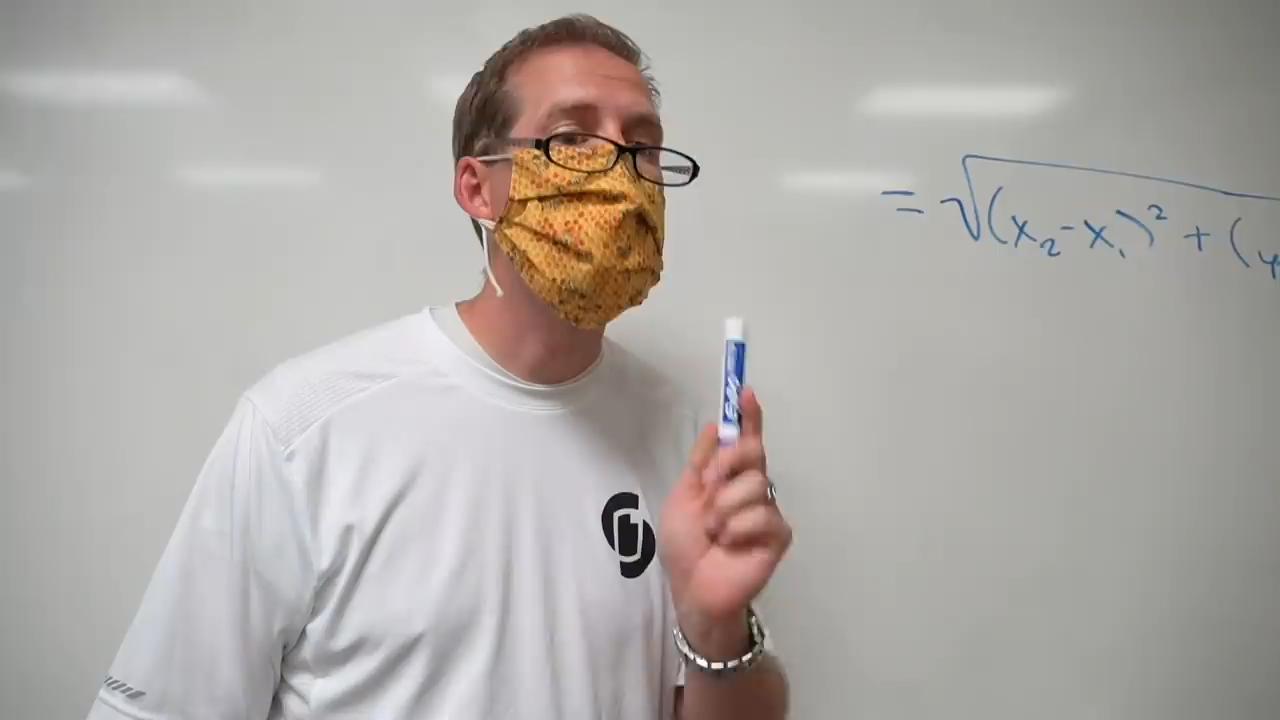 = √(x₂-x₁)² + (y